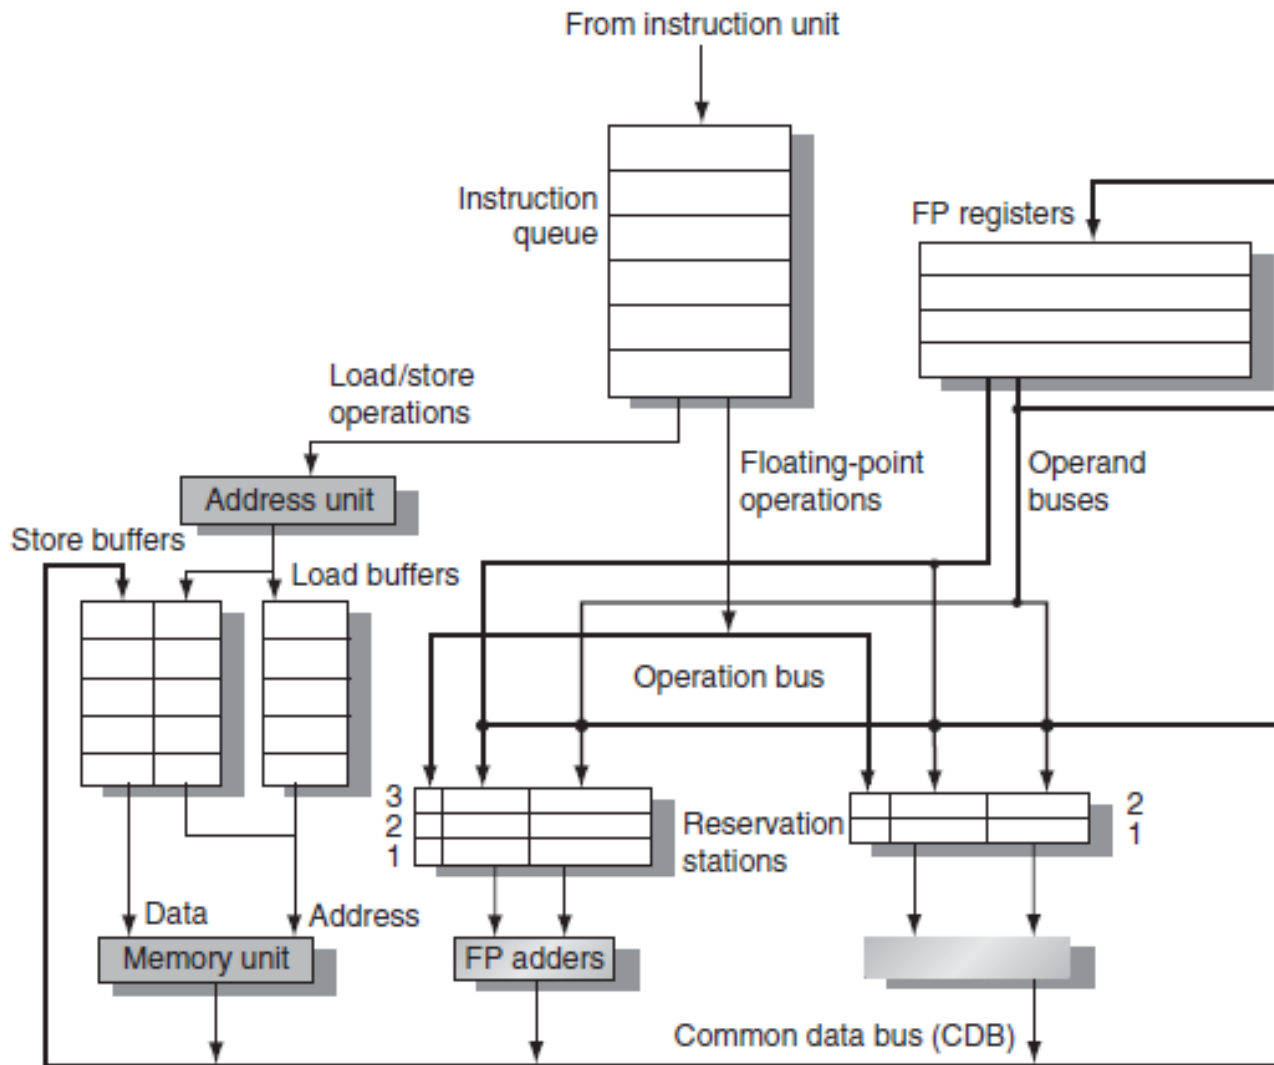 From instruction unit
Instruction
queue
FP registers
Load/store
operations
Floating-point
operations
Operand
buses
Address unit
Store buffers
Load buffers
Operation bus
3
2
1
Reservation
stations
2
1
Data
Address
Memory unit
FP adders
Common data bus (CDB)